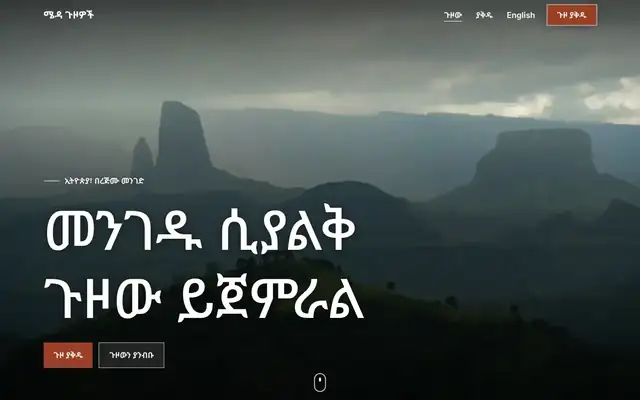 ሜዳ ጉዞዎች
ጉዞው
ያቅዱ
English
ጉዞ ያቅዱ
ኢትዮጵያ፣ በረጅሙ መንገድ
መንገዱ ሲያልቅ
ጉዞው ይጀምራል
ጉዞ ያቅዱ
ጉዞውን ያንብቡ